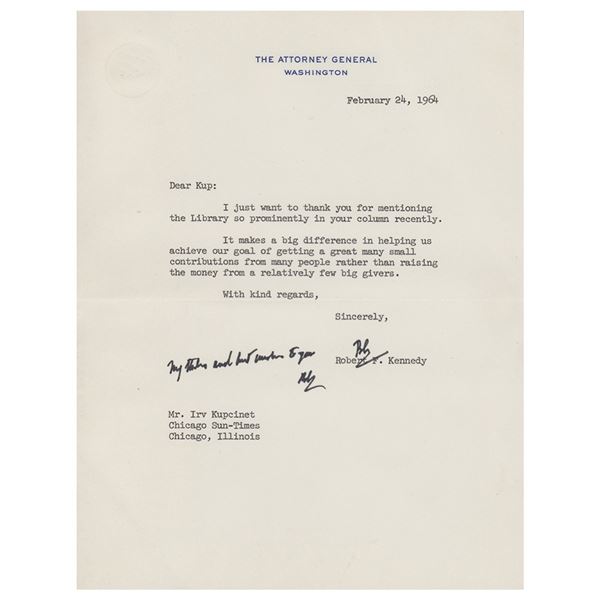 THE ATTORNEY GENERAL
WASHINGTON
February 24, 1964
Dear Kup:
I just want to thank you for mentioning
the Library so prominently in your column recently.
It makes a big difference in helping us
achieve our goal of getting a great many small
contributions from many people rather than raising
the money from a relatively few big givers.
With kind regards,
Sincerely,
Bob
Robert F. Kennedy
My thanks and best wishes to you
Bob
Mr. Irv Kupcinet
Chicago Sun-Times
Chicago, Illinois